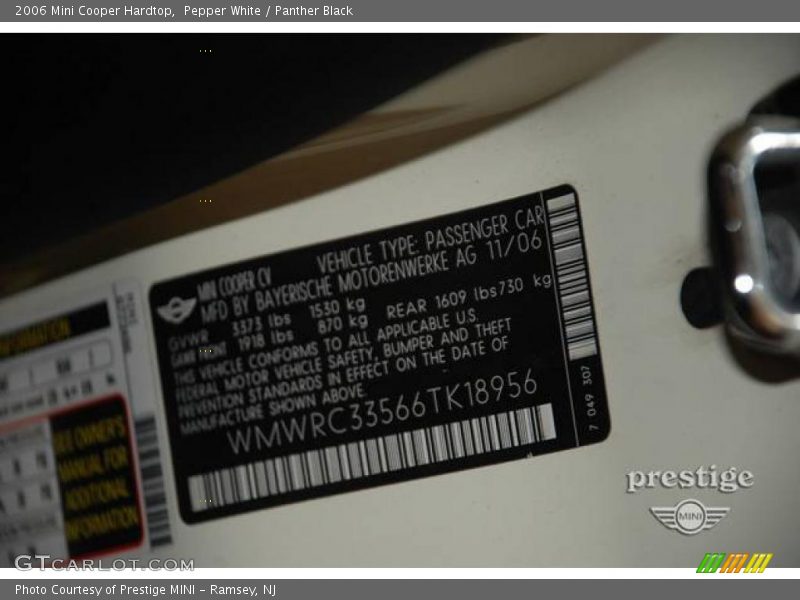 2006 Mini Cooper Hardtop,  Pepper White / Panther Black
MINI COOPER CV
VEHICLE TYPE: PASSENGER CAR
MFD BY BAYERISCHE MOTORENWERKE AG 11/06
GVWR 3373 lbs 1530 kg
GAWR FRONT 1918 lbs 870 kg REAR 1609 lbs 730 kg
THIS VEHICLE CONFORMS TO ALL APPLICABLE U.S.
FEDERAL MOTOR VEHICLE SAFETY, BUMPER AND THEFT
PREVENTION STANDARDS IN EFFECT ON THE DATE OF
MANUFACTURE SHOWN ABOVE.
WMWRC33566TK18956
7 049 307
INFORMATION
SEE OWNER'S
MANUAL FOR
ADDITIONAL
INFORMATION
prestige
MINI
GTCARLOT.COM
Photo Courtesy of Prestige MINI – Ramsey, NJ